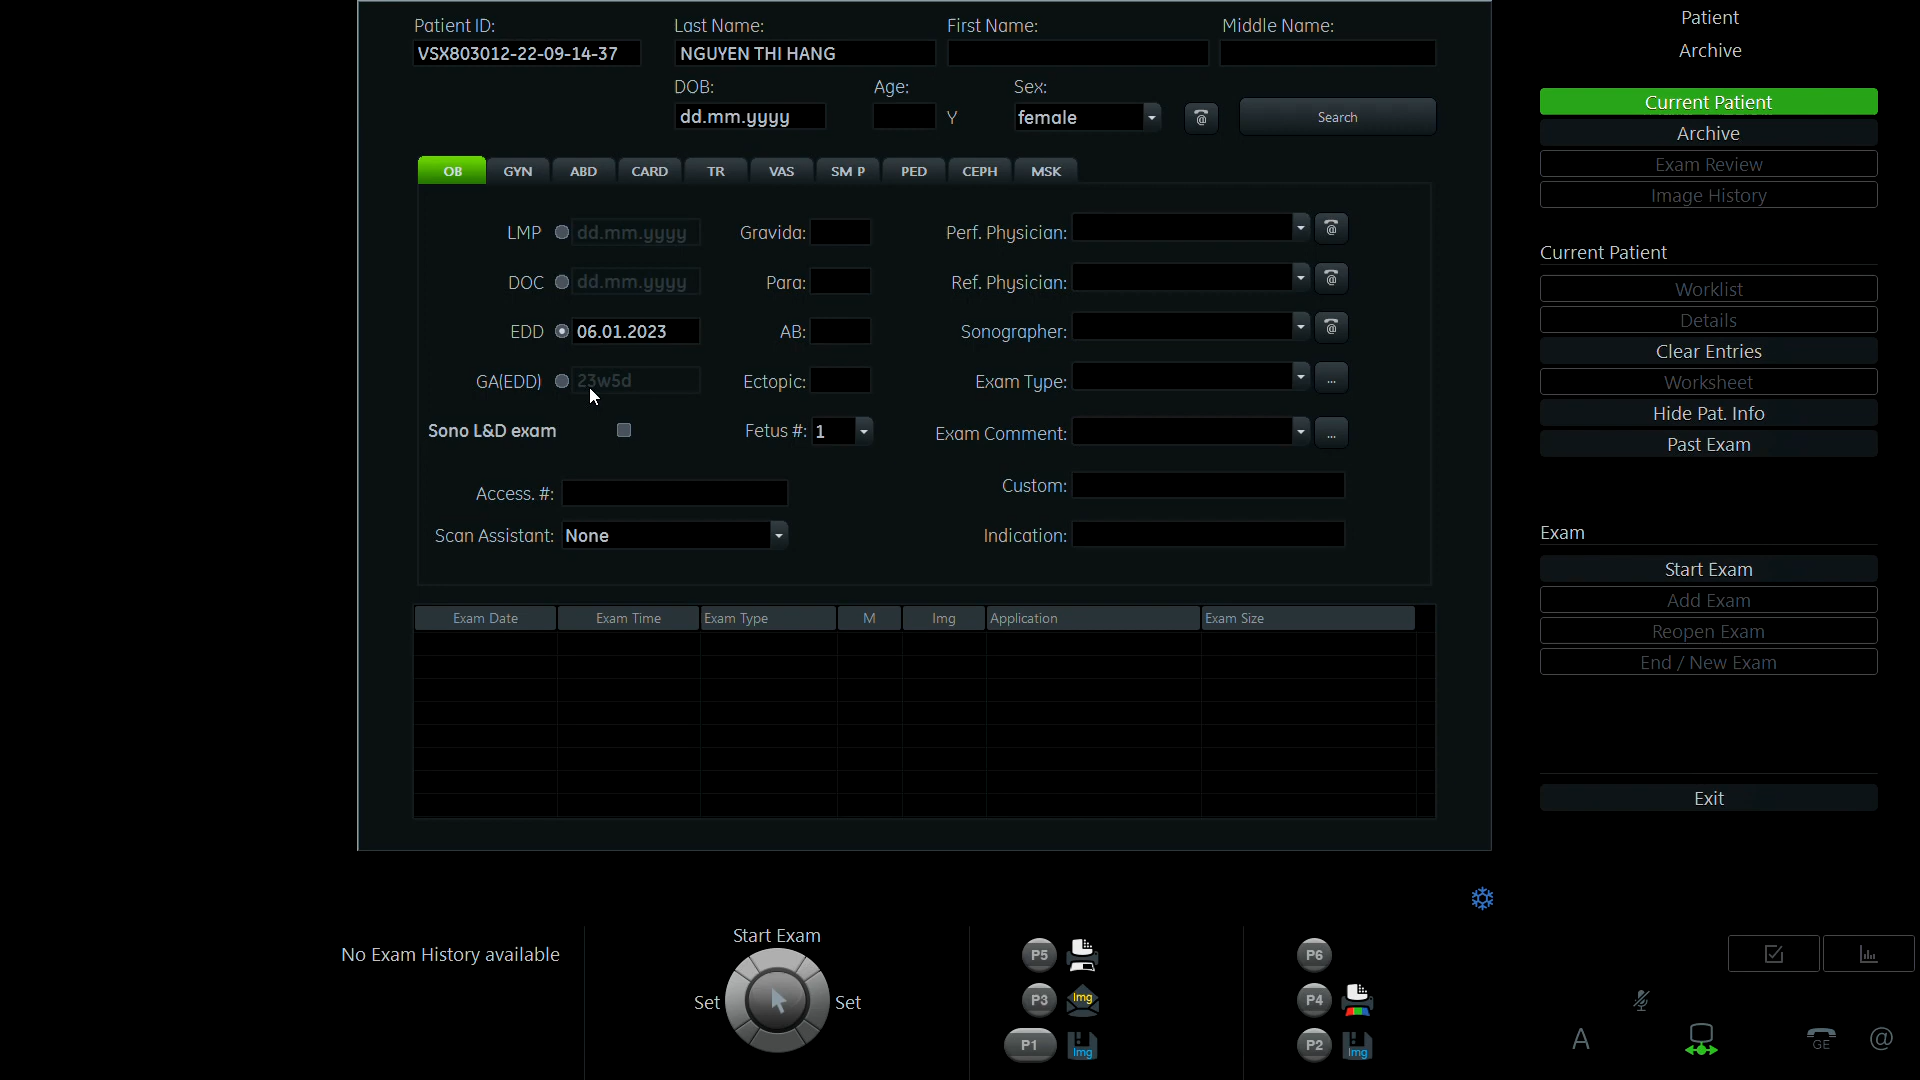 Patient ID: Last Name: First Name: Middle Name:
VSX803012-22-09-14-37 NGUYEN THI HANG
DOB: Age: Sex:
dd.mm.yyyy Y female @ Search
OB GYN ABD CARD TR VAS SM P PED CEPH MSK
LMP dd.mm.yyyy Gravida: Perf. Physician: @
DOC dd.mm.yyyy Para: Ref. Physician: @
EDD 06.01.2023 AB: Sonographer: @
GA(EDD) 23w5d Ectopic: Exam Type: ...
Sono L&D exam Fetus #: 1 Exam Comment: ...
Access. #: Custom:
Scan Assistant: None Indication:
Exam Date Exam Time Exam Type M Img Application Exam Size
Patient
Archive
Current Patient
Archive
Exam Review
Image History
Current Patient
Worklist
Details
Clear Entries
Worksheet
Hide Pat. Info
Past Exam
Exam
Start Exam
Add Exam
Reopen Exam
End / New Exam
Exit
No Exam History available
Start Exam
Set Set
P5
P3 Img
P1 Img
P6
P4
P2 Img
A GE @